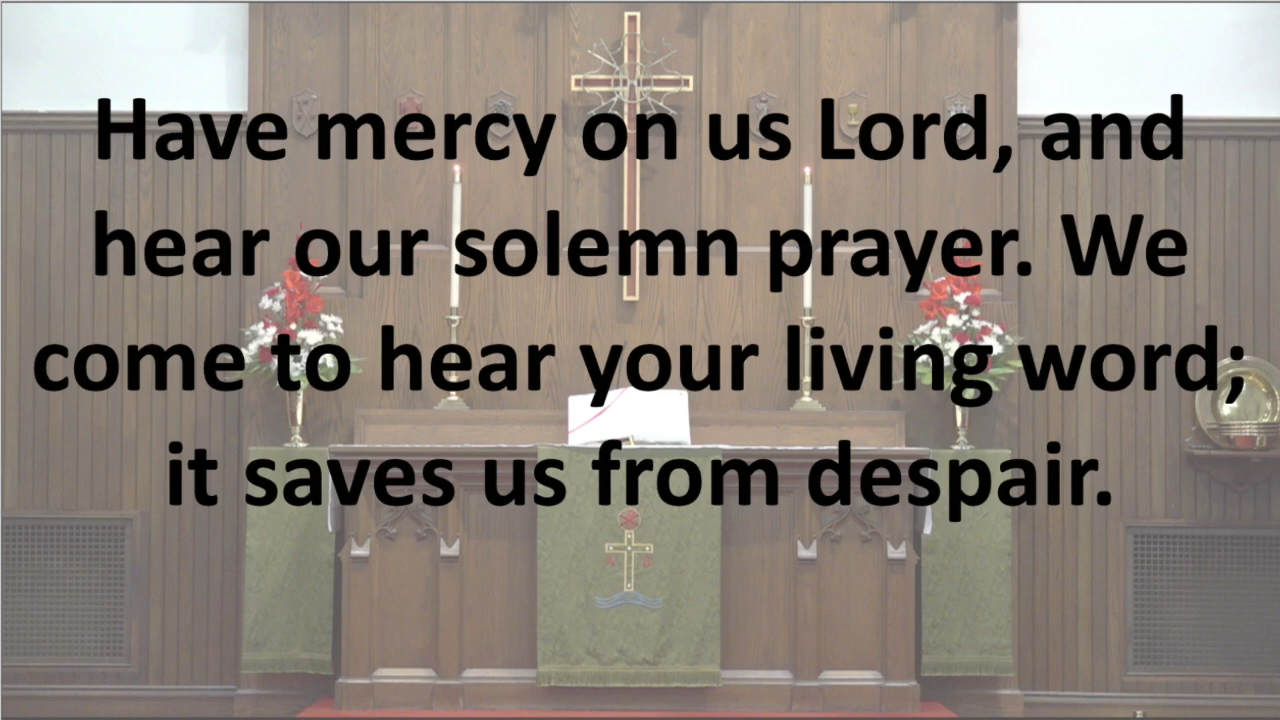 Have mercy on us Lord, and
hear our solemn prayer. We
come to hear your living word;
it saves us from despair.